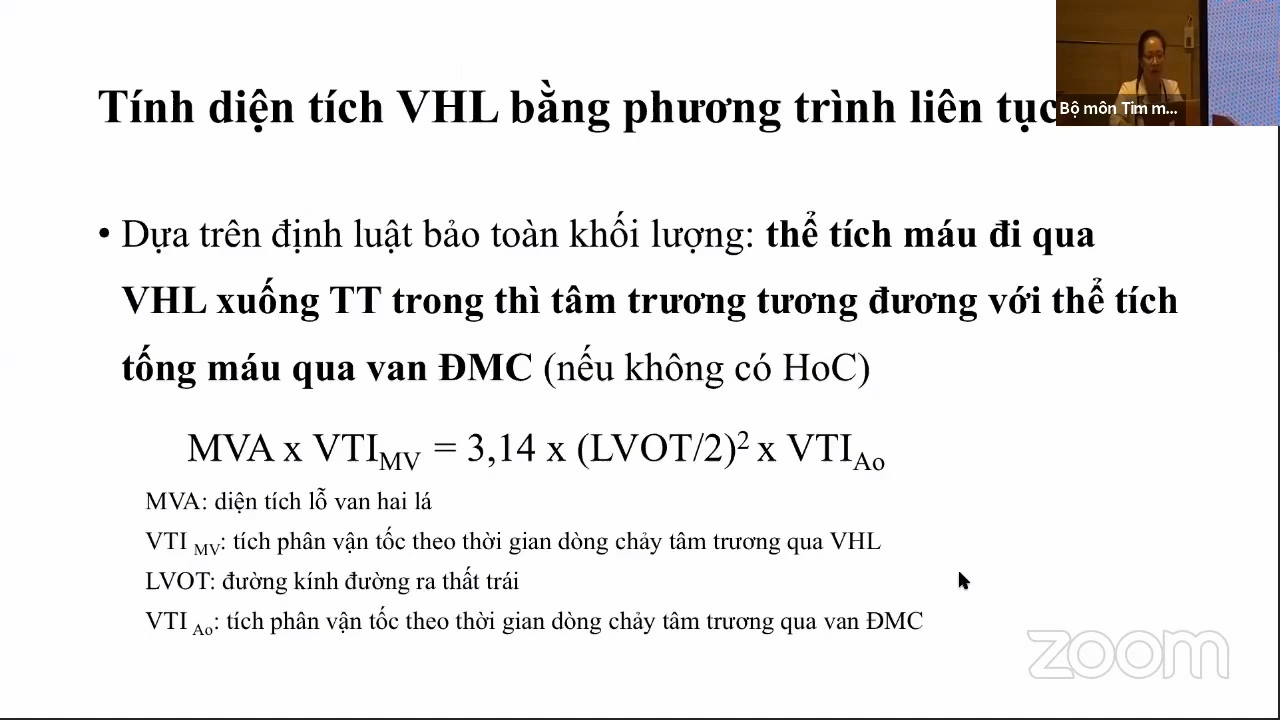 Tính diện tích VHL bằng phương trình liên tục
Bộ môn Tim m...
• Dựa trên định luật bảo toàn khối lượng: thể tích máu đi qua
VHL xuống TT trong thì tâm trương tương đương với thể tích
tống máu qua van ĐMC (nếu không có HoC)
MVA x VTI_MV = 3,14 x (LVOT/2)² x VTI_Ao
MVA: diện tích lỗ van hai lá
VTI _MV: tích phân vận tốc theo thời gian dòng chảy tâm trương qua VHL
LVOT: đường kính đường ra thất trái
VTI _Ao: tích phân vận tốc theo thời gian dòng chảy tâm trương qua van ĐMC
zoom